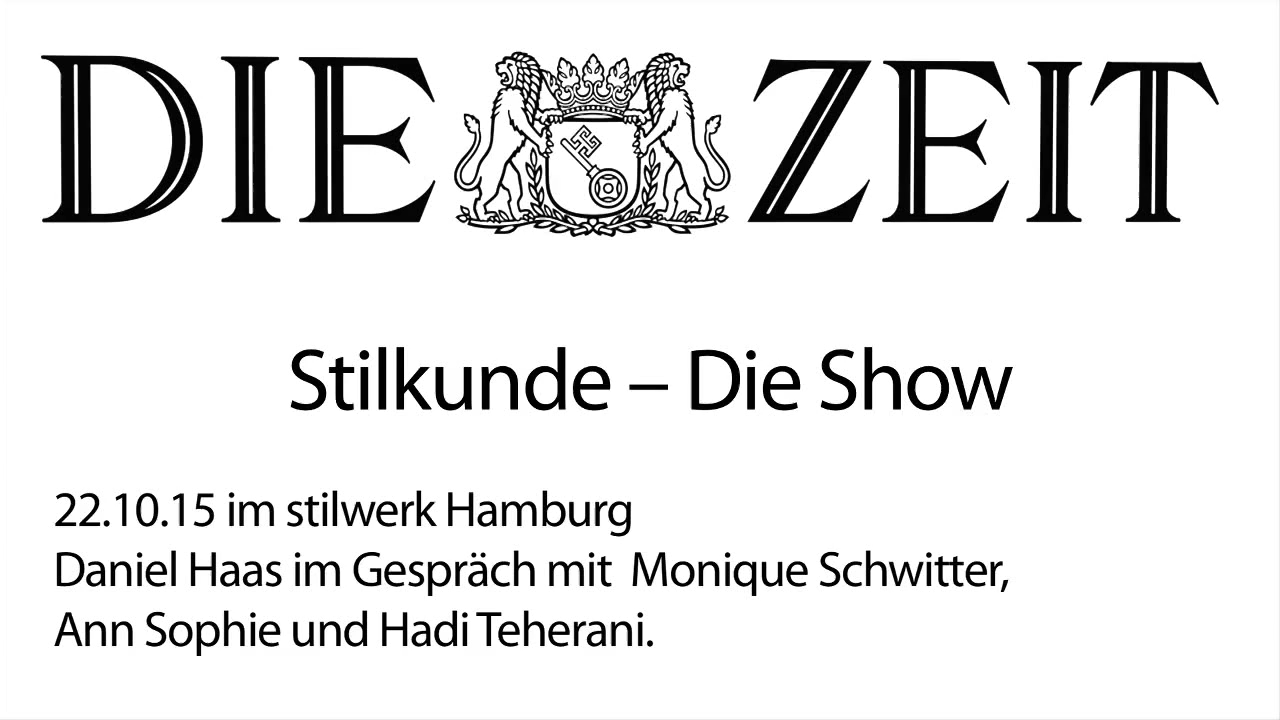 DIE ZEIT
Stilkunde – Die Show
22.10.15 im stilwerk Hamburg
Daniel Haas im Gespräch mit  Monique Schwitter,
Ann Sophie und Hadi Teherani.